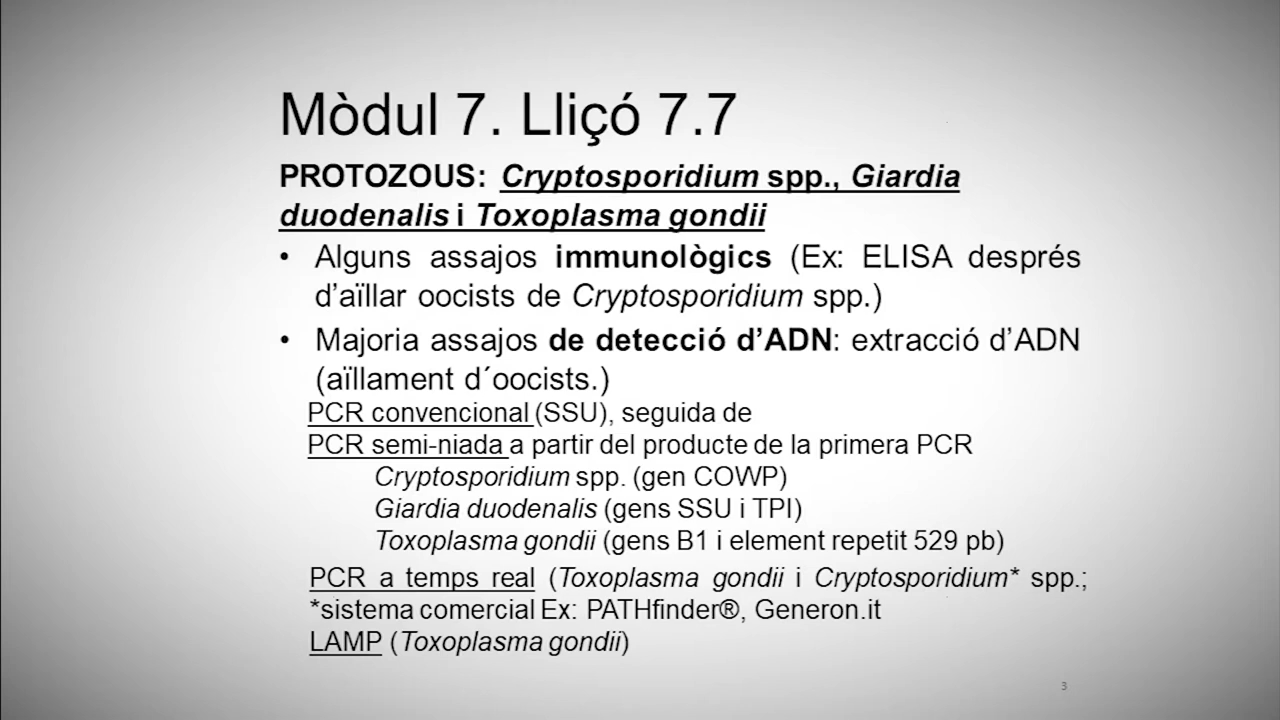 Mòdul 7. Lliçó 7.7
PROTOZOUS: Cryptosporidium spp., Giardia
duodenalis i Toxoplasma gondii
• Alguns assajos immunològics (Ex: ELISA després
d’aïllar oocists de Cryptosporidium spp.)
• Majoria assajos de detecció d’ADN: extracció d’ADN
(aïllament d´oocists.)
PCR convencional (SSU), seguida de
PCR semi-niada a partir del producte de la primera PCR
Cryptosporidium spp. (gen COWP)
Giardia duodenalis (gens SSU i TPI)
Toxoplasma gondii (gens B1 i element repetit 529 pb)
PCR a temps real (Toxoplasma gondii i Cryptosporidium* spp.;
*sistema comercial Ex: PATHfinder®, Generon.it
LAMP (Toxoplasma gondii)
3